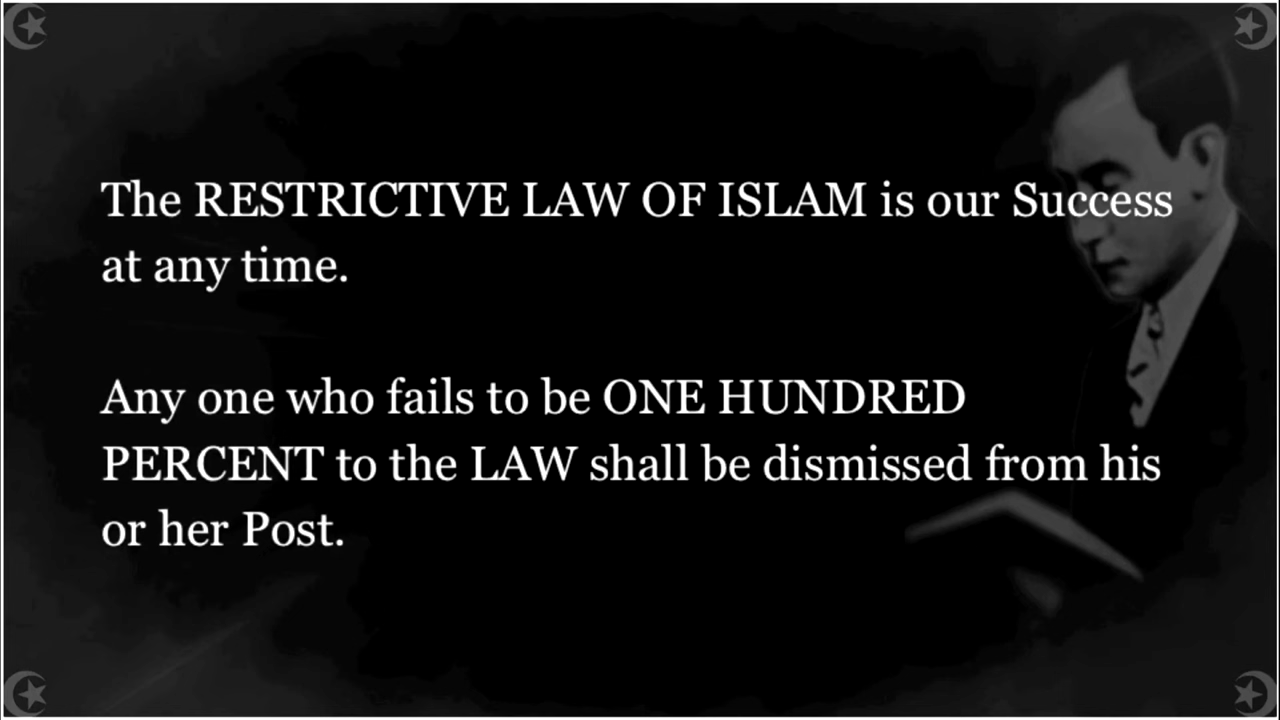 The RESTRICTIVE LAW OF ISLAM is our Success
at any time.
Any one who fails to be ONE HUNDRED
PERCENT to the LAW shall be dismissed from his
or her Post.